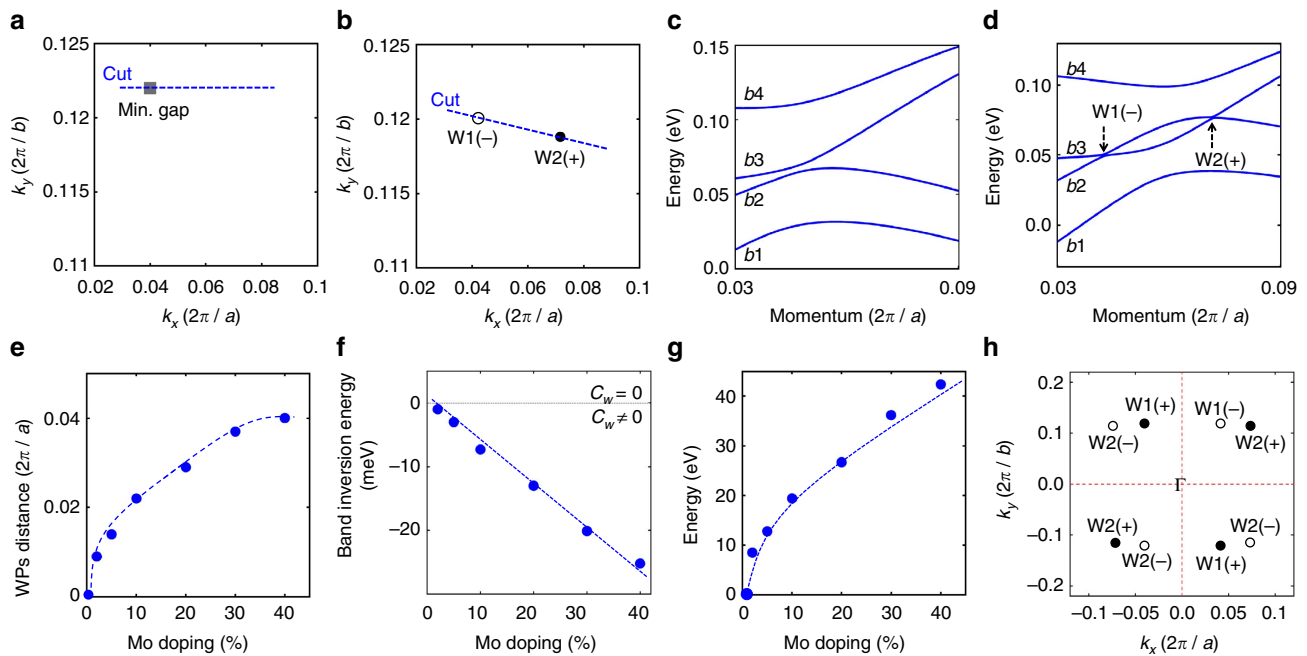 a
0.125
0.12
0.115
0.11
k_y (2π / b)
Cut
Min. gap
0.02 0.04 0.06 0.08 0.1
k_x (2π / a)
b
0.125
0.120
0.115
0.11
k_y (2π / b)
Cut
W1(–)
W2(+)
0.02 0.04 0.06 0.08 0.1
k_x (2π / a)
c
0.15
0.10
0.05
0.0
Energy (eV)
b4
b3
b2
b1
0.03 0.09
Momentum (2π / a)
d
0.10
0.05
0.0
Energy (eV)
b4
W1(–)
b3
W2(+)
b2
b1
0.03 0.09
Momentum (2π / a)
e
0.04
0.02
0
WPs distance (2π / a)
0 10 20 30 40
Mo doping (%)
f
0
–10
–20
Band inversion energy
(meV)
C_w = 0
C_w ≠ 0
0 10 20 30 40
Mo doping (%)
g
40
30
20
10
0
Energy (eV)
0 10 20 30 40
Mo doping (%)
h
0.2
0.1
0.0
–0.1
–0.2
k_y (2π / b)
W1(+) W1(–)
W2(–) W2(+)
Γ
W2(+) W2(–)
W2(–) W1(+)
–0.1 –0.05 0.0 0.05 0.1
k_x (2π / a)